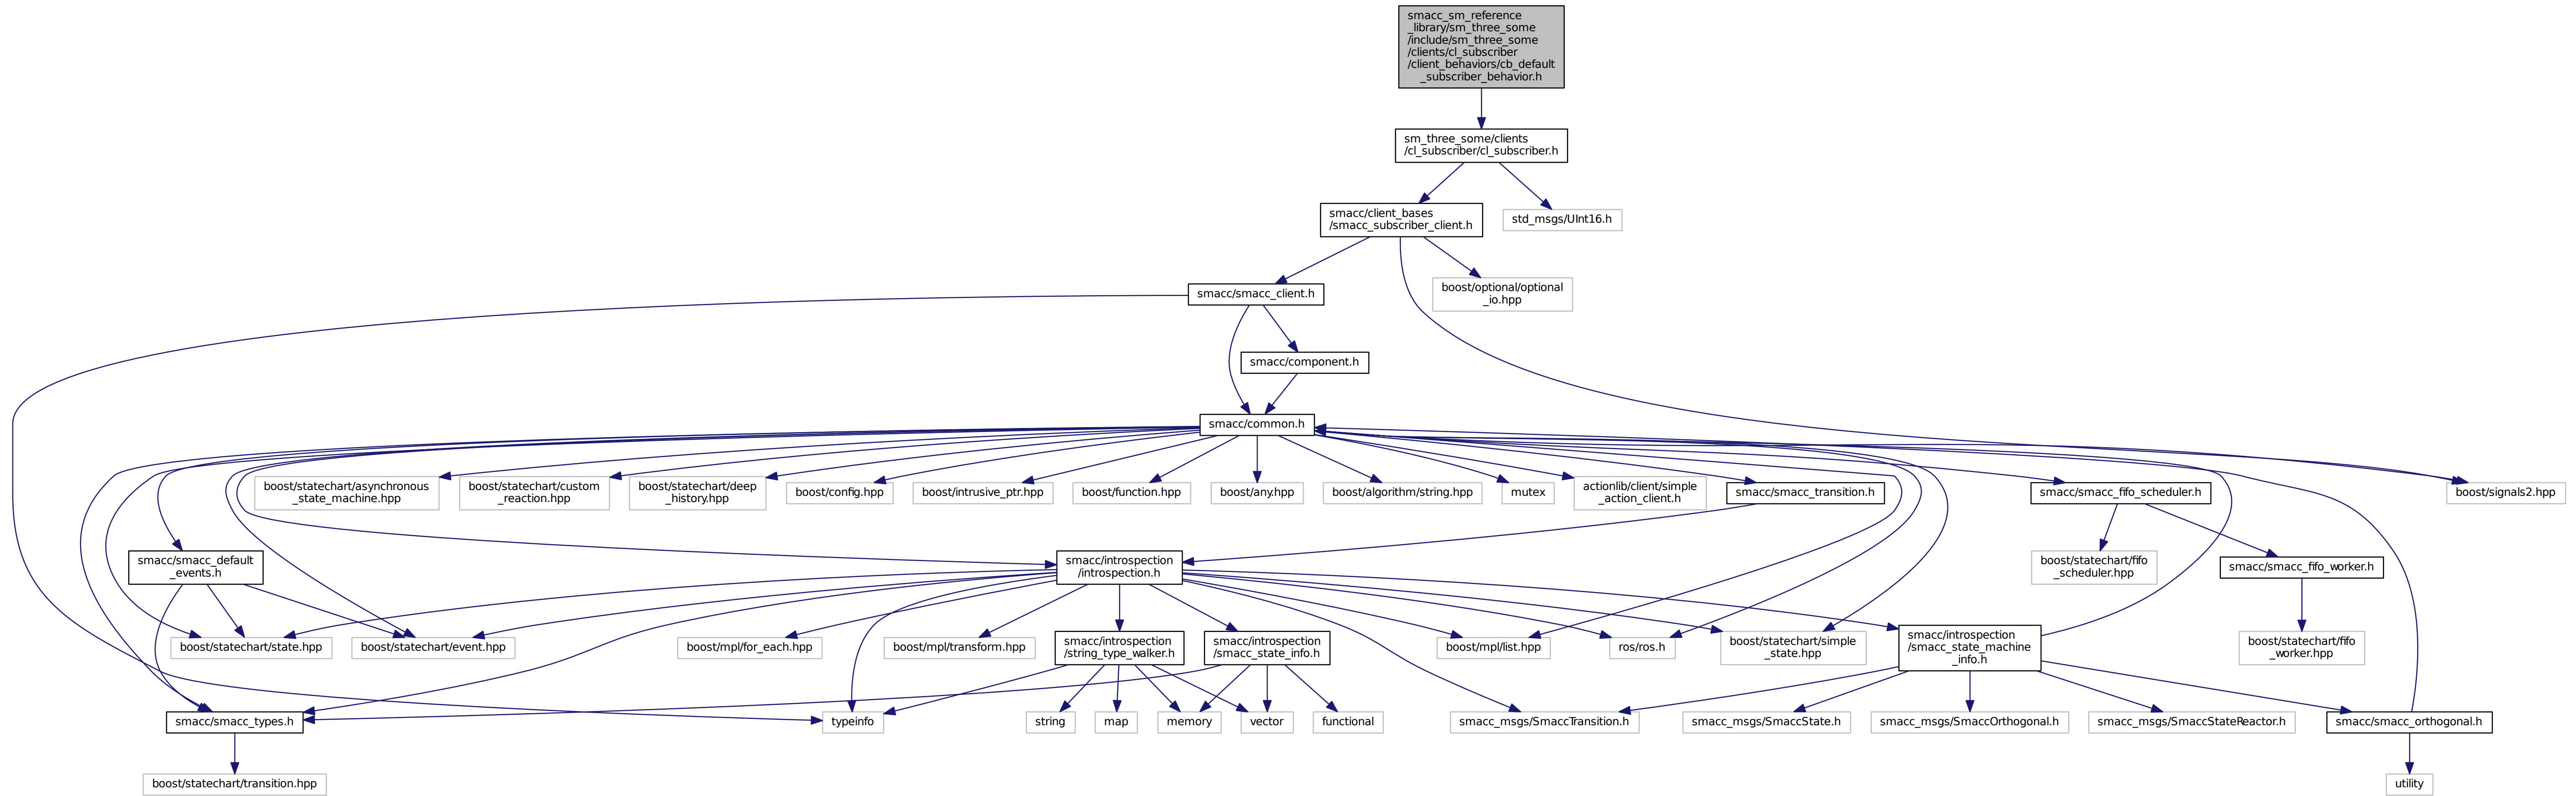 smacc_sm_reference
_library/sm_three_some
/include/sm_three_some
/clients/cl_subscriber
/client_behaviors/cb_default
_subscriber_behavior.h
sm_three_some/clients
/cl_subscriber/cl_subscriber.h
smacc/client_bases
/smacc_subscriber_client.h
std_msgs/UInt16.h
smacc/smacc_client.h
boost/optional/optional
_io.hpp
smacc/component.h
smacc/common.h
boost/statechart/asynchronous
_state_machine.hpp
boost/statechart/custom
_reaction.hpp
boost/statechart/deep
_history.hpp
boost/config.hpp
boost/intrusive_ptr.hpp
boost/function.hpp
boost/any.hpp
boost/algorithm/string.hpp
mutex
actionlib/client/simple
_action_client.h
smacc/smacc_transition.h
smacc/smacc_fifo_scheduler.h
boost/signals2.hpp
smacc/smacc_default
_events.h
smacc/introspection
/introspection.h
boost/statechart/fifo
_scheduler.hpp
smacc/smacc_fifo_worker.h
boost/statechart/state.hpp
boost/statechart/event.hpp
boost/mpl/for_each.hpp
boost/mpl/transform.hpp
smacc/introspection
/string_type_walker.h
smacc/introspection
/smacc_state_info.h
boost/mpl/list.hpp
ros/ros.h
boost/statechart/simple
_state.hpp
smacc/introspection
/smacc_state_machine
_info.h
boost/statechart/fifo
_worker.hpp
smacc/smacc_types.h
typeinfo
string
map
memory
vector
functional
smacc_msgs/SmaccTransition.h
smacc_msgs/SmaccState.h
smacc_msgs/SmaccOrthogonal.h
smacc_msgs/SmaccStateReactor.h
smacc/smacc_orthogonal.h
boost/statechart/transition.hpp
utility